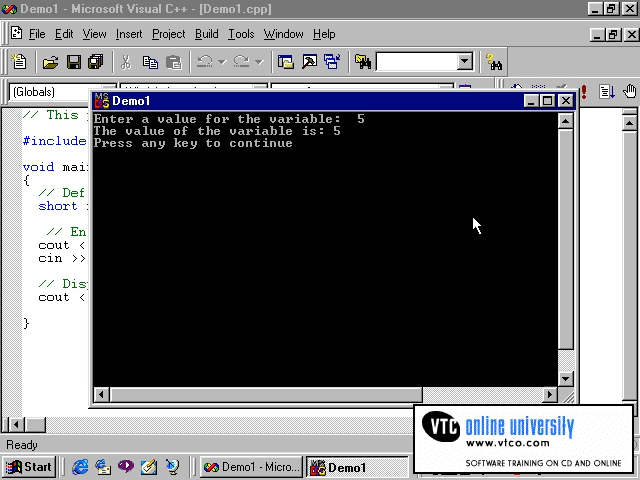 Demo1 - Microsoft Visual C++ - [Demo1.cpp]
File Edit View Insert Project Build Tools Window Help
(Globals)
MS
Demo1
// This
#include
void mai
{
// Def
short
// En
cout <
cin >>
// Dis
cout <
}
Enter a value for the variable: 5
The value of the variable is: 5
Press any key to continue
VTC online university
www.vtco.com
SOFTWARE TRAINING ON CD AND ONLINE
Ready
Start
Demo1 - Micro...
Demo1